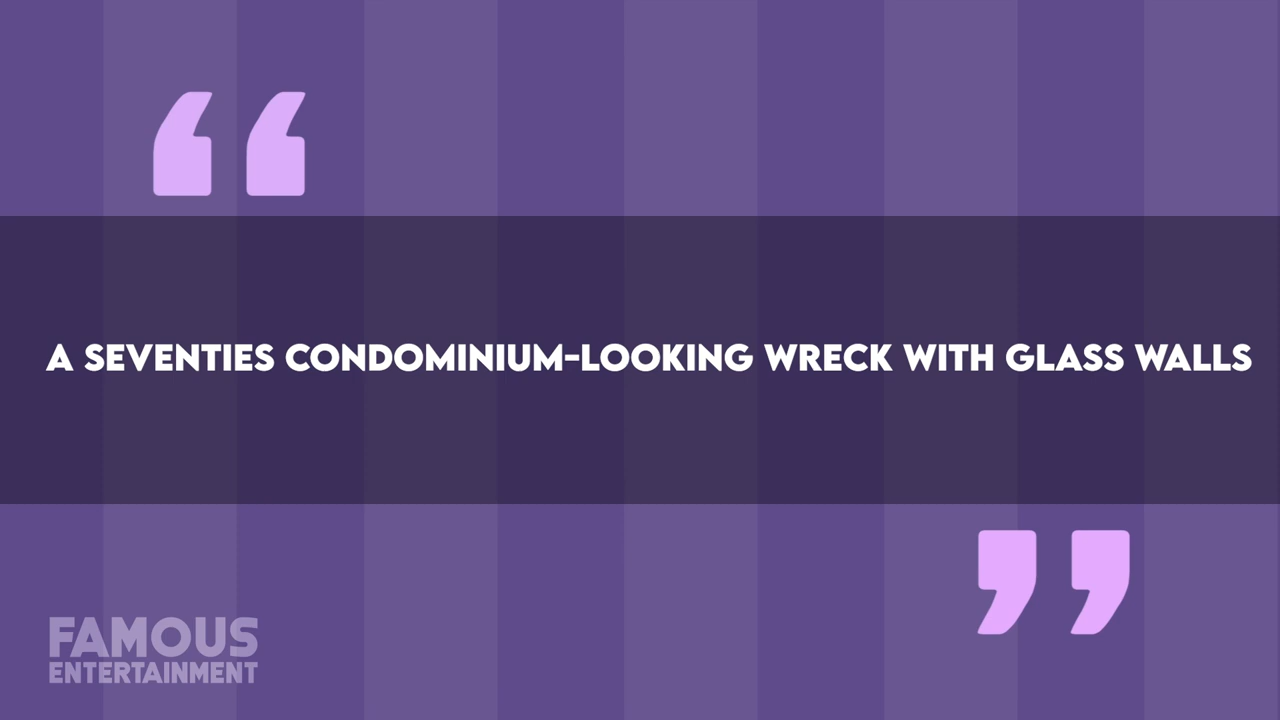 “
A SEVENTIES CONDOMINIUM-LOOKING WRECK WITH GLASS WALLS
”
FAMOUS
ENTERTAINMENT